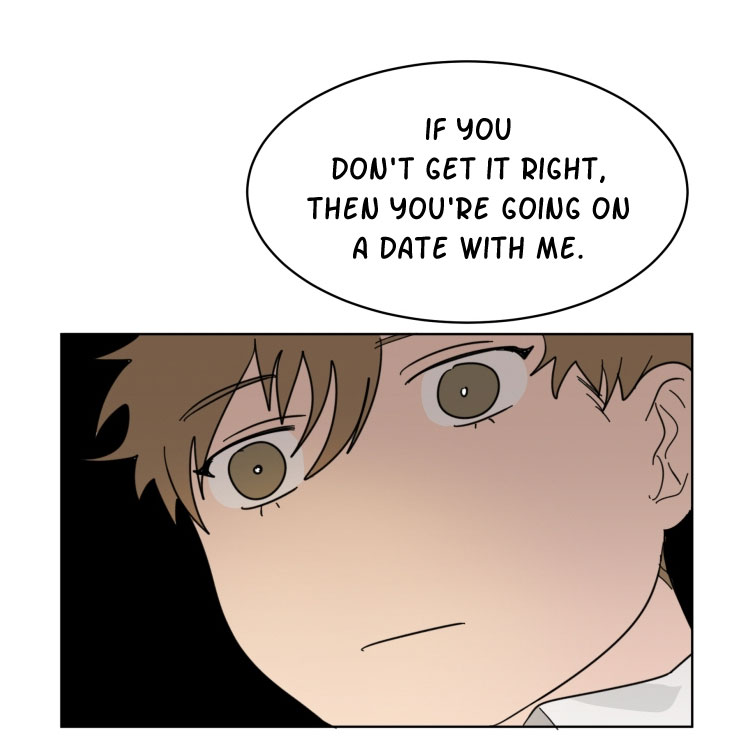 IF YOU
DON'T GET IT RIGHT,
THEN YOU'RE GOING ON
A DATE WITH ME.